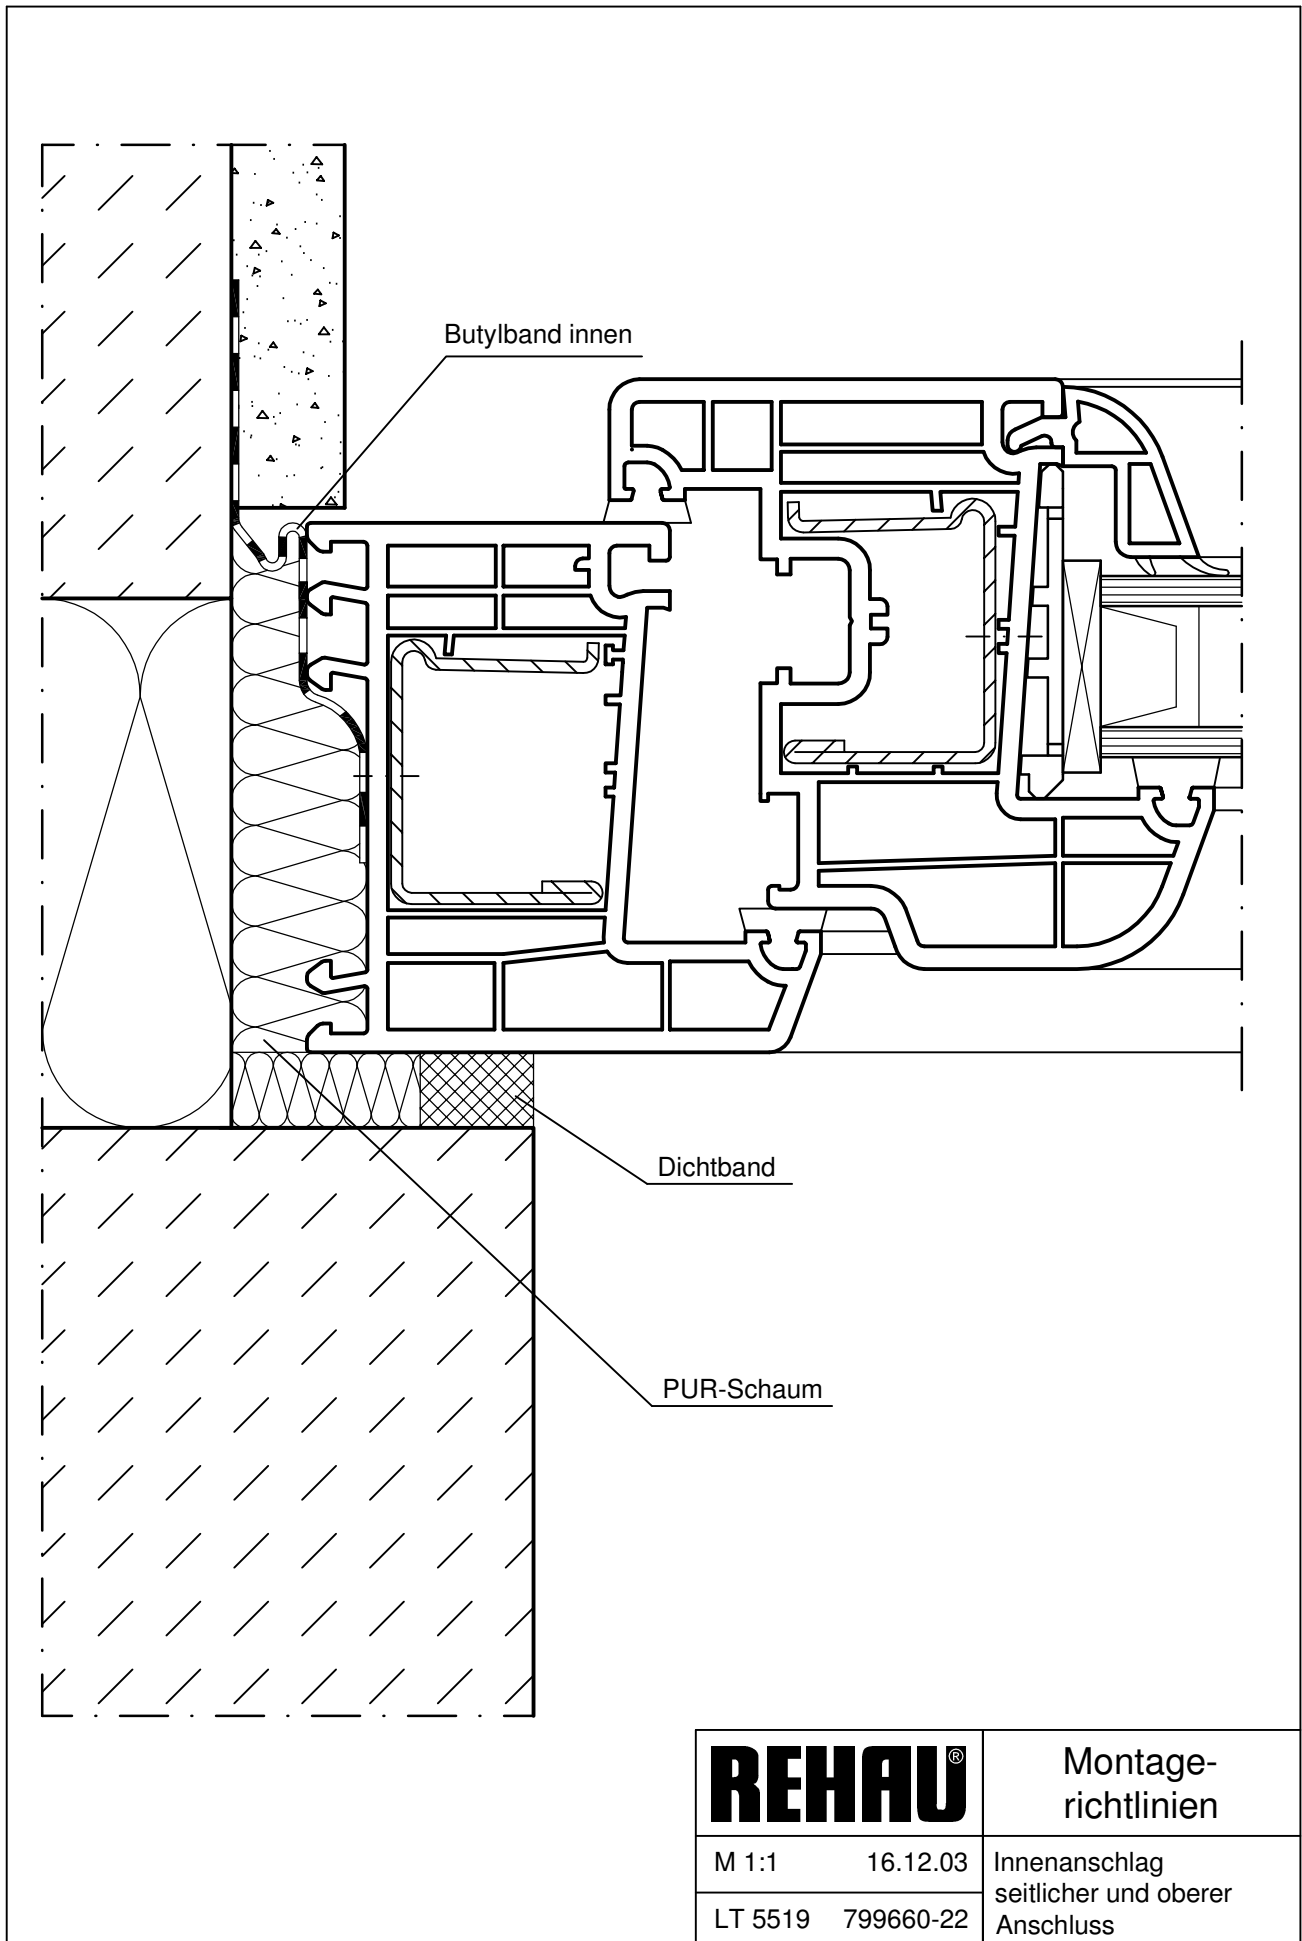 Butylband innen
Dichtband
PUR-Schaum
REHAU®
Montage-
richtlinien
M 1:1 16.12.03
Innenanschlag
seitlicher und oberer
Anschluss
LT 5519 799660-22